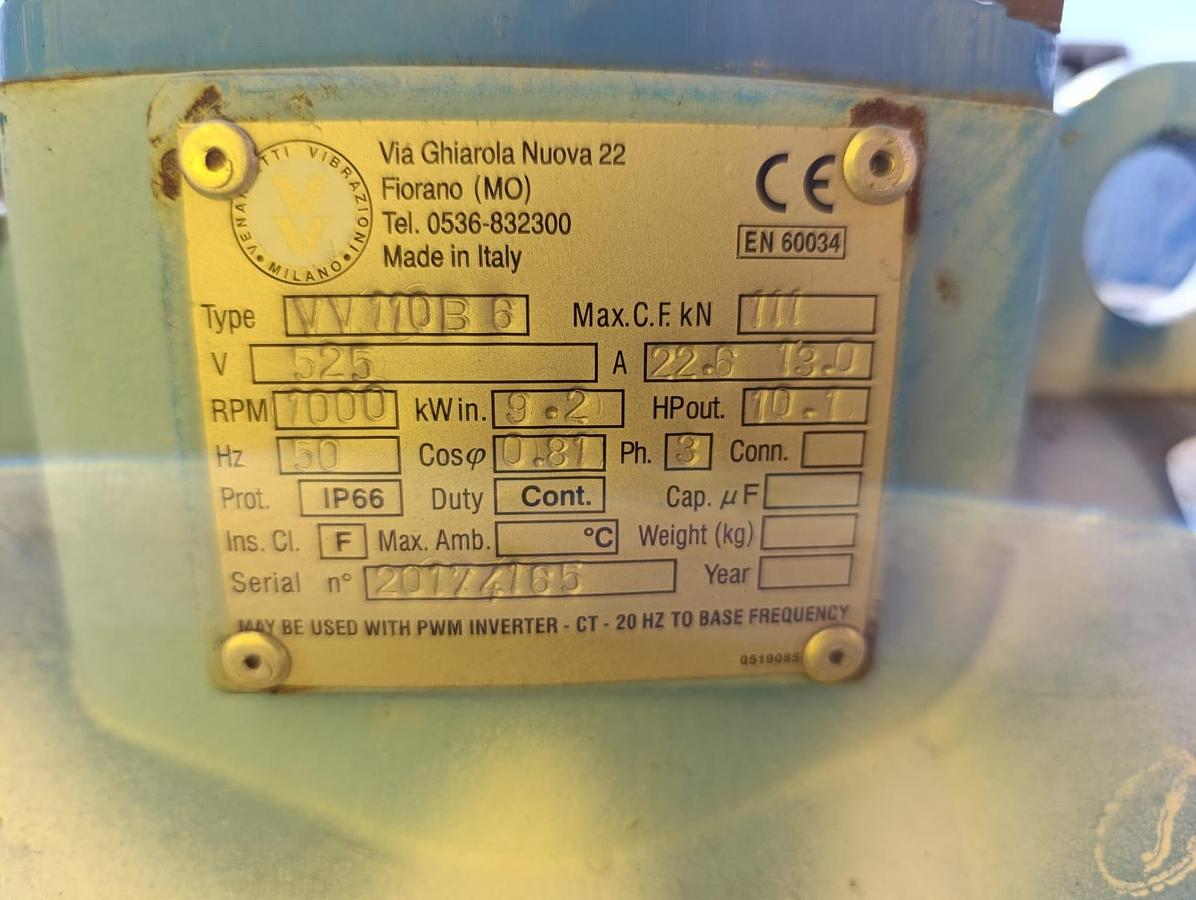 VENANZETTI VIBRAZIONI • MILANO •
Via Ghiarola Nuova 22
Fiorano (MO)
Tel. 0536-832300
Made in Italy
CE
EN 60034
Type VV110B 6 Max.C.F. kN 111
V 525 A 22.6 13.0
RPM 1000 kW in. 9.2 HP out. 10.1
Hz 50 Cosφ 0.81 Ph. 3 Conn.
Prot. IP66 Duty Cont. Cap. μF
Ins. Cl. F Max. Amb. °C Weight (kg)
Serial n° 20174165 Year
MAY BE USED WITH PWM INVERTER - CT - 20 HZ TO BASE FREQUENCY
0519085